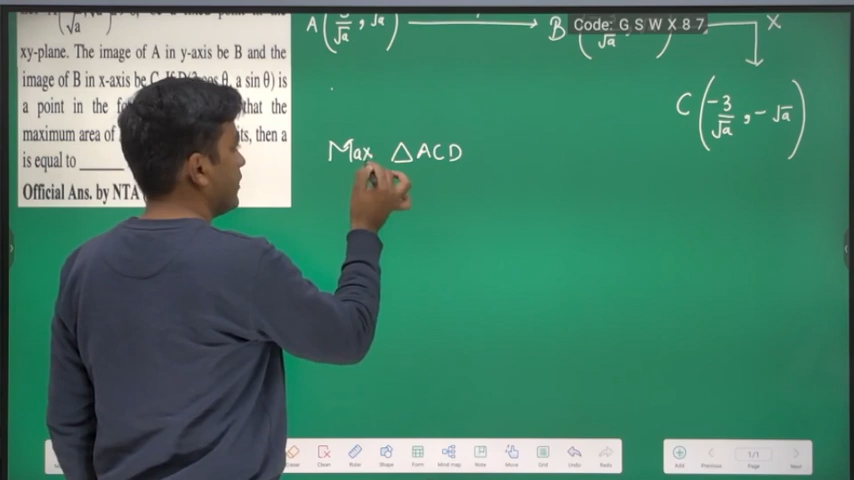 A(3/√a, √a) B Code: G S W X 8 7 X
√a
xy-plane. The image of A in y-axis be B and the
image of B in x-axis be C. If D(3 cos θ, a sin θ) is
a point in the that the
maximum area of its, then a
is equal to ______
Official Ans. by NTA
C(-3/√a, -√a)
Max △ACD
Eraser Clear Ruler Shape Form Mind map Note Move Grid Undo Redo
Add Previous 1/1 Page Next